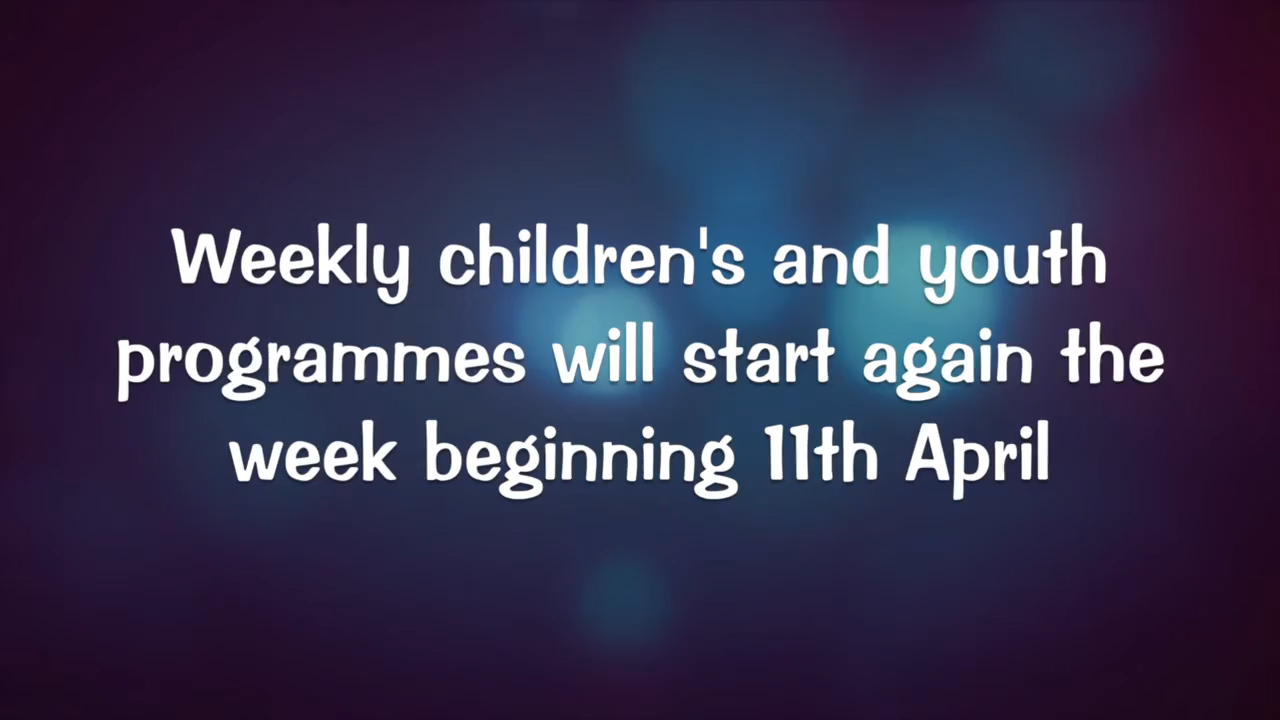 Weekly children's and youth
programmes will start again the
week beginning 11th April